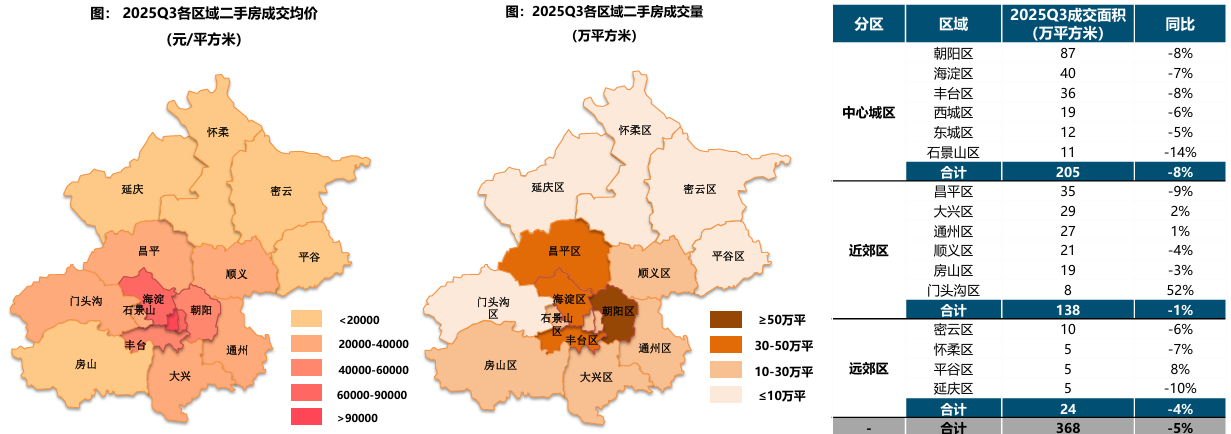 图： 2025Q3各区域二手房成交均价
（元/平方米）
怀柔
延庆
密云
昌平
平谷
顺义
门头沟
海淀
朝阳
石景山
丰台
通州
房山
大兴
<20000
20000-40000
40000-60000
60000-90000
>90000
图：2025Q3各区域二手房成交量
（万平方米）
怀柔区
延庆区
密云区
昌平区
平谷区
顺义区
门头沟
区
海淀区
朝阳区
石景山
区
丰台区
通州区
房山区
大兴区
≥50万平
30-50万平
10-30万平
≤10万平
分区 区域 2025Q3成交面积 同比
（万平方米）
中心城区
朝阳区 87 -8%
海淀区 40 -7%
丰台区 36 -8%
西城区 19 -6%
东城区 12 -5%
石景山区 11 -14%
合计 205 -8%
近郊区
昌平区 35 -9%
大兴区 29 2%
通州区 27 1%
顺义区 21 -4%
房山区 19 -3%
门头沟区 8 52%
合计 138 -1%
远郊区
密云区 10 -6%
怀柔区 5 -7%
平谷区 5 8%
延庆区 5 -10%
合计 24 -4%
- 合计 368 -5%